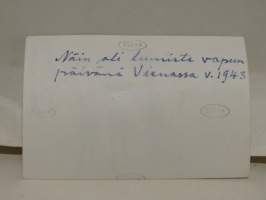 Näin oli lumista vapun
päivänä Vienassa v. 1943